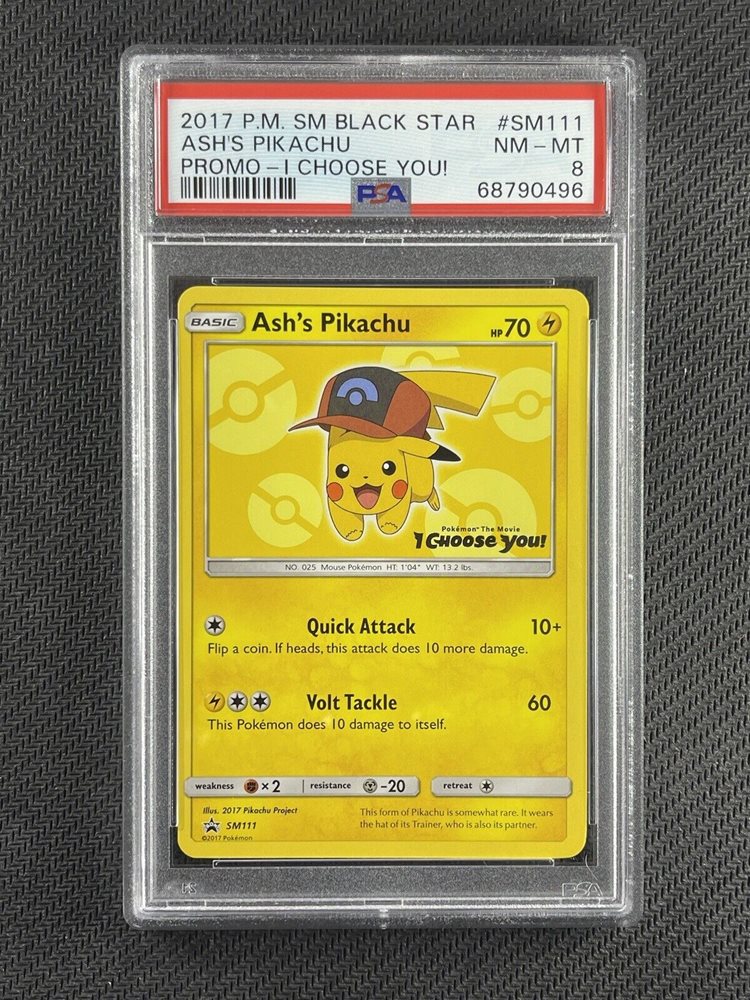 2017 P.M. SM BLACK STAR #SM111
ASH'S PIKACHU NM – MT
PROMO – I CHOOSE YOU! 8
PSA 68790496
BASIC Ash's Pikachu HP 70
Pokémon™ The Movie
I Choose You!
NO. 025 Mouse Pokémon HT: 1'04" WT: 13.2 lbs.
Quick Attack 10+
Flip a coin. If heads, this attack does 10 more damage.
Volt Tackle 60
This Pokémon does 10 damage to itself.
weakness ×2 resistance -20 retreat
Illus. 2017 Pikachu Project
SM111
©2017 Pokémon
This form of Pikachu is somewhat rare. It wears
the hat of its Trainer, who is also its partner.
PSA